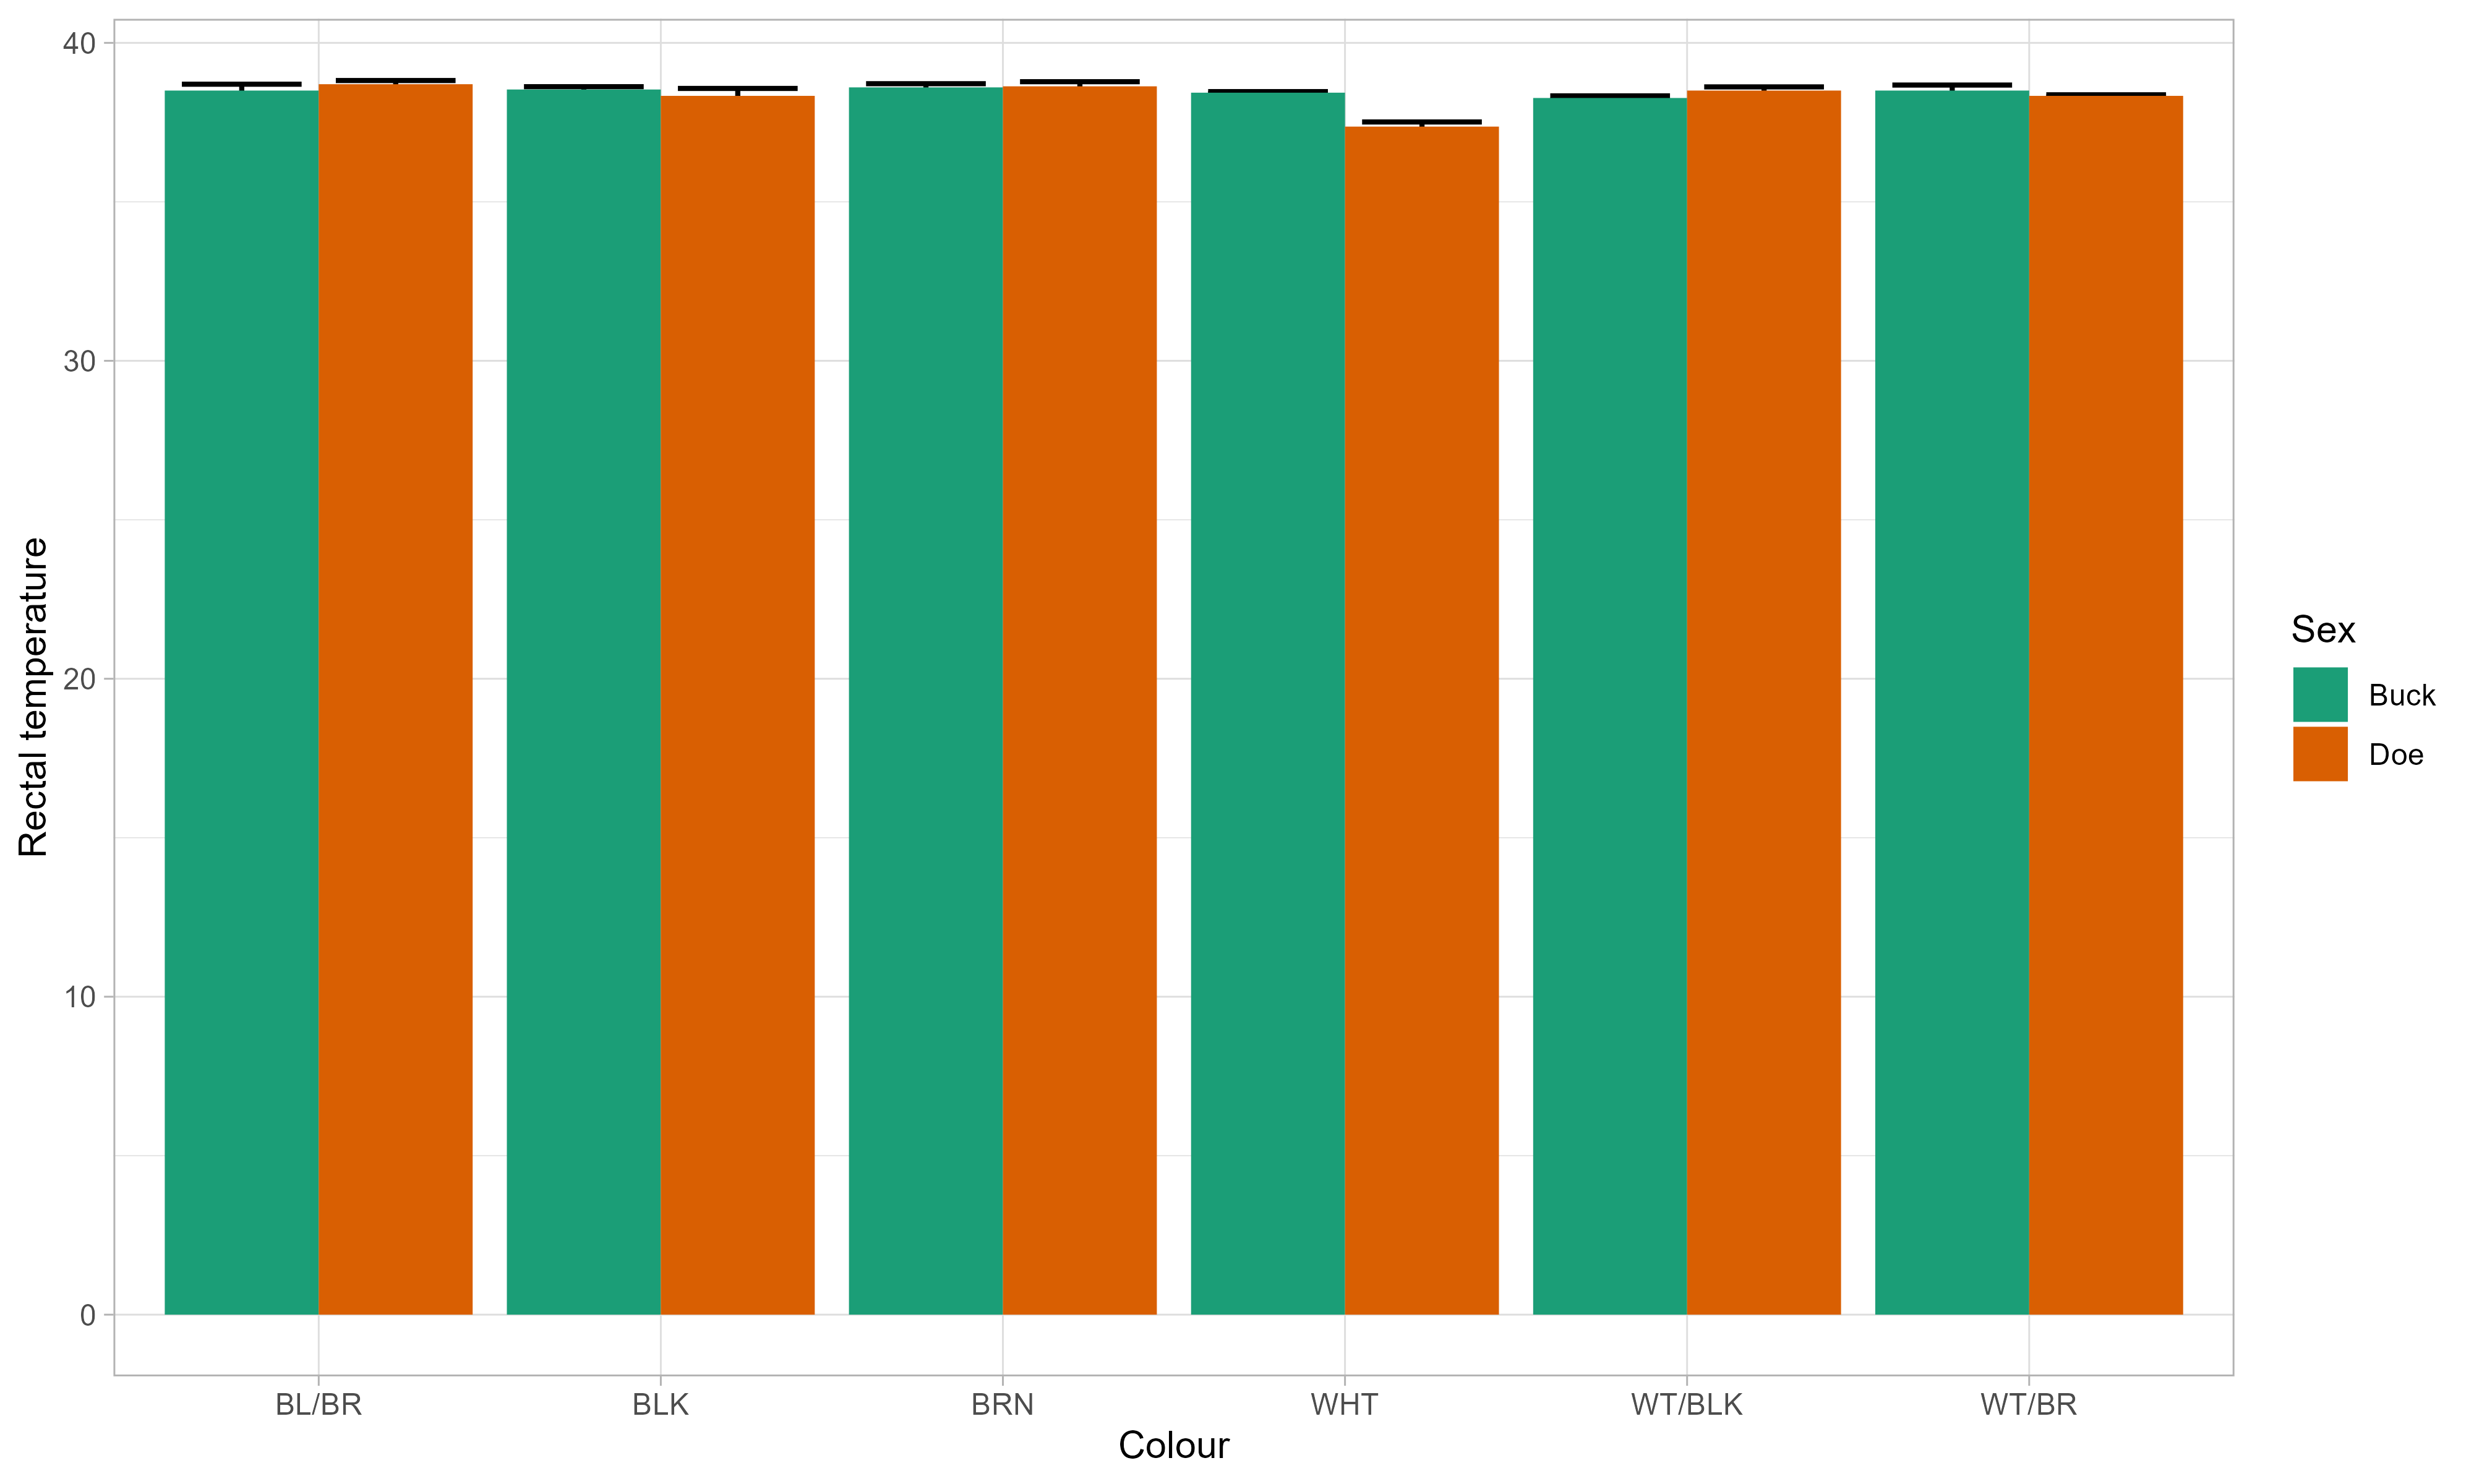 40
30
20
10
0
Rectal temperature
BL/BR
BLK
BRN
WHT
WT/BLK
WT/BR
Colour
Sex
Buck
Doe